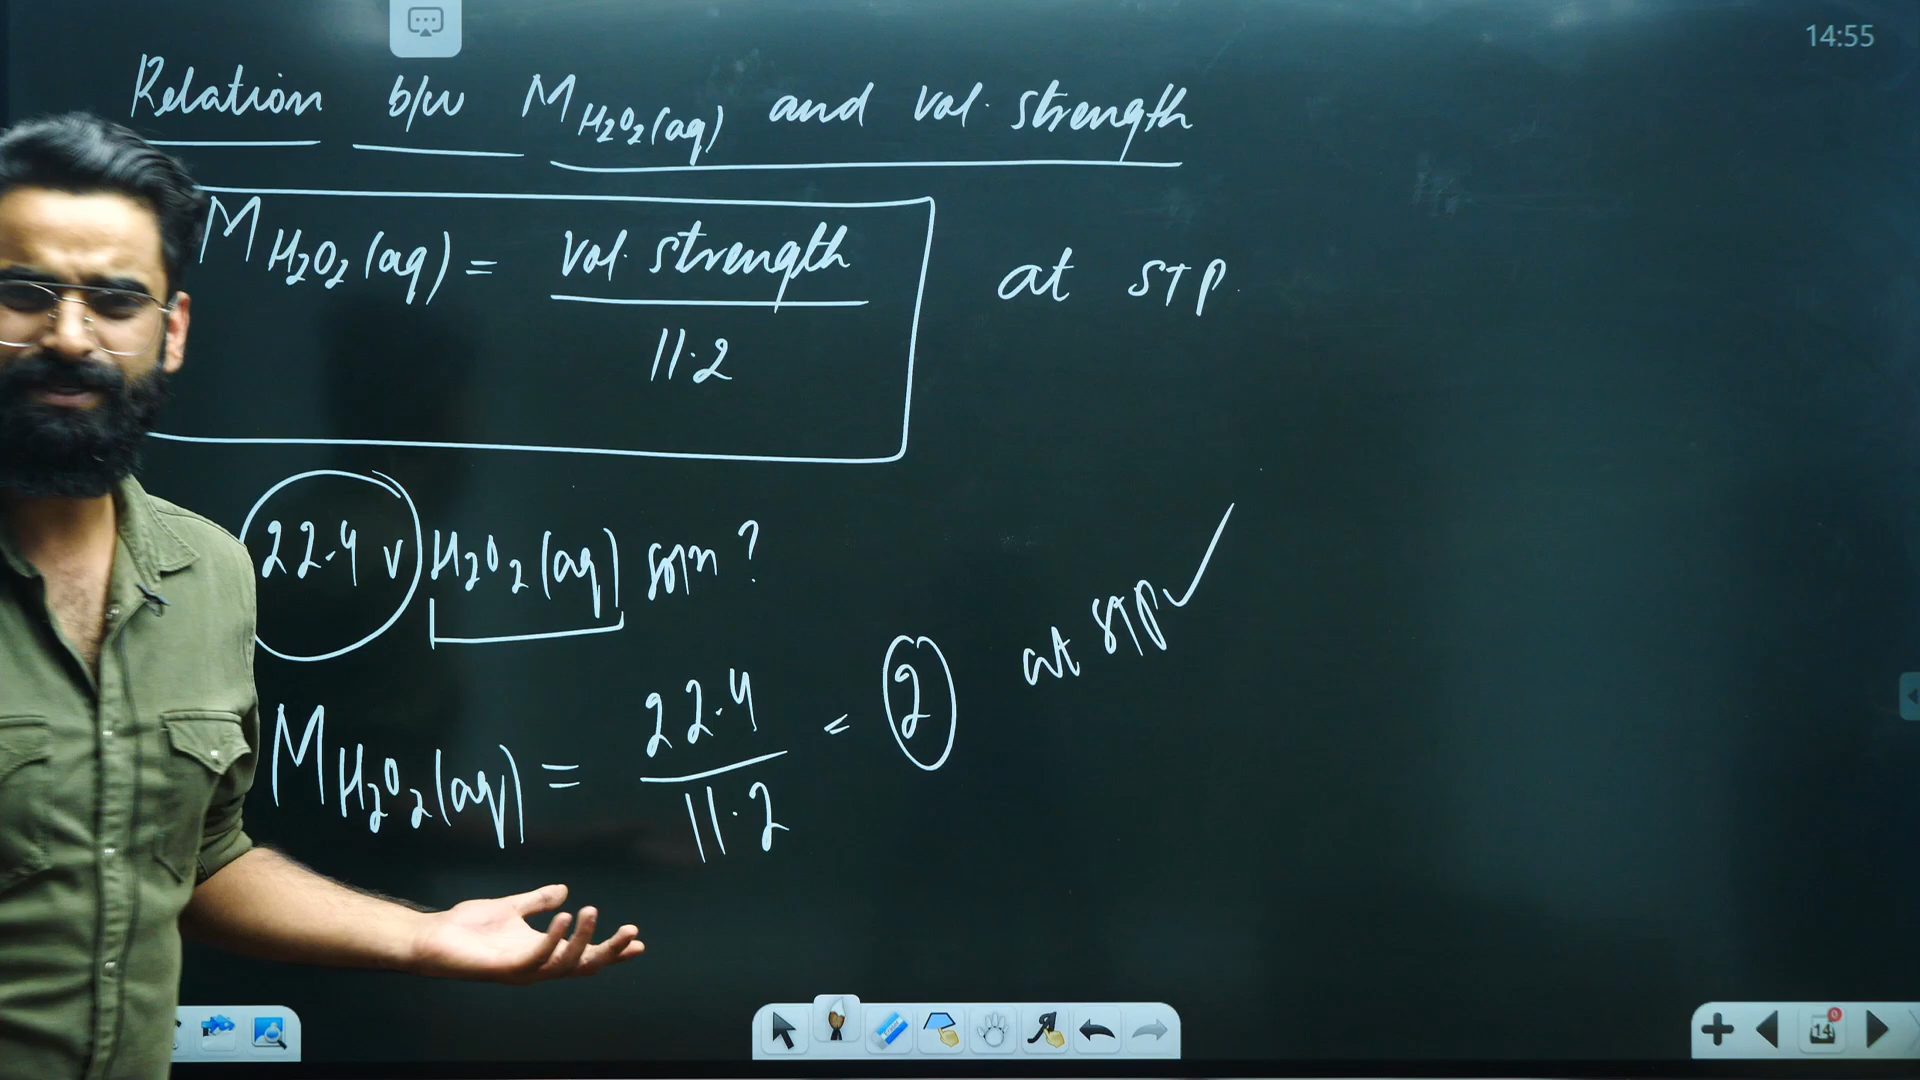 14:55
Relation b/w M H₂O₂(aq) and vol. strength
M H₂O₂(aq) = vol. strength / 11.2 at STP.
22.4 V H₂O₂(aq) soln?
M H₂O₂(aq) = 22.4 / 11.2 = 2 at STP ✓
14